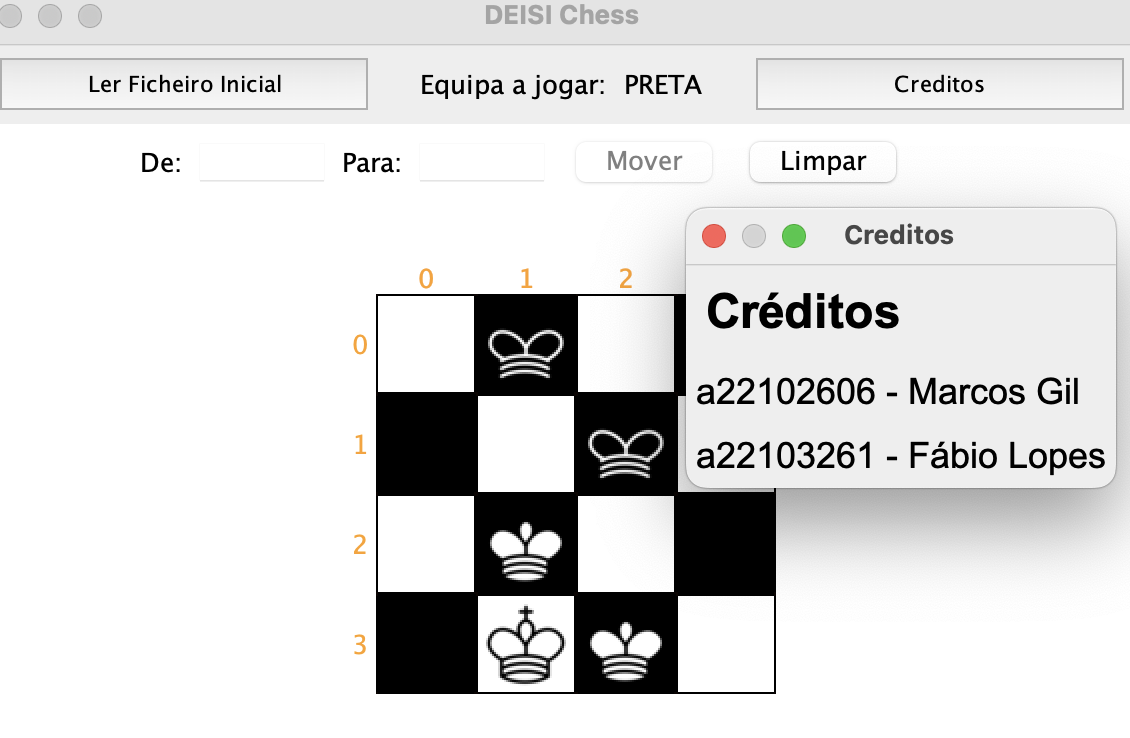 DEISI Chess
Ler Ficheiro Inicial
Equipa a jogar: PRETA
Creditos
De:
Para:
Mover
Limpar
Creditos
Créditos
a22102606 - Marcos Gil
a22103261 - Fábio Lopes
0 1 2
0
1
2
3